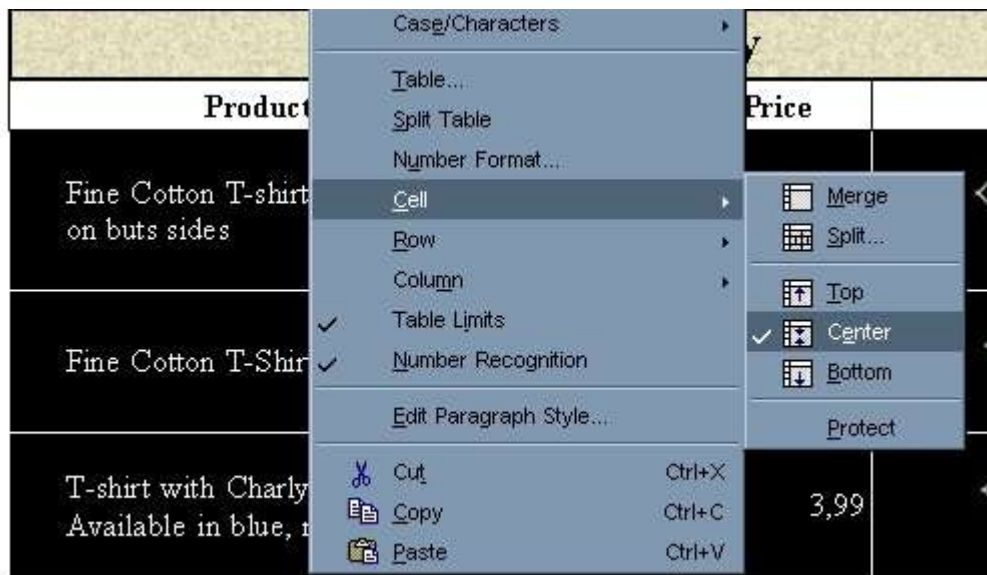 Case/Characters
y
Product
Price
Table...
Split Table
Number Format...
Fine Cotton T-shirt
on buts sides
Cell
Merge
Row
Split...
Column
Top
Table Limits
Center
Fine Cotton T-Shir
Number Recognition
Bottom
Edit Paragraph Style...
Protect
T-shirt with Charly
Available in blue,
Cut Ctrl+X
Copy Ctrl+C
3,99
Paste Ctrl+V